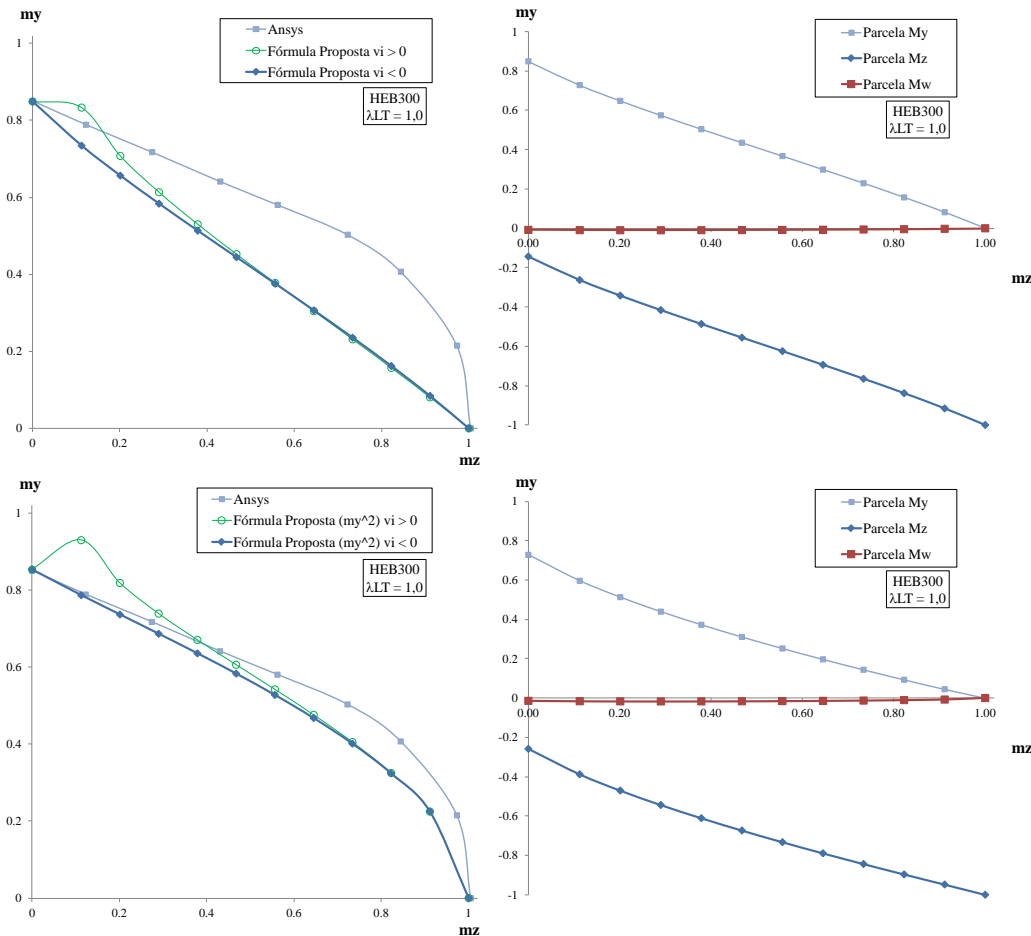 my
Ansys
Fórmula Proposta vi > 0
Fórmula Proposta vi < 0
HEB300
λLT = 1,0
1
0.8
0.6
0.4
0.2
0
0 0.2 0.4 0.6 0.8 1
mz
my
Parcela My
Parcela Mz
Parcela Mw
HEB300
λLT = 1,0
1
0.8
0.6
0.4
0.2
0
0.00 0.20 0.40 0.60 0.80 1.00
mz
-0.2
-0.4
-0.6
-0.8
-1
my
Ansys
Fórmula Proposta (my^2) vi > 0
Fórmula Proposta (my^2) vi < 0
HEB300
λLT = 1,0
1
0.8
0.6
0.4
0.2
0
0 0.2 0.4 0.6 0.8 1
mz
my
Parcela My
Parcela Mz
Parcela Mw
HEB300
λLT = 1,0
1
0.8
0.6
0.4
0.2
0
0.00 0.20 0.40 0.60 0.80 1.00
mz
-0.2
-0.4
-0.6
-0.8
-1